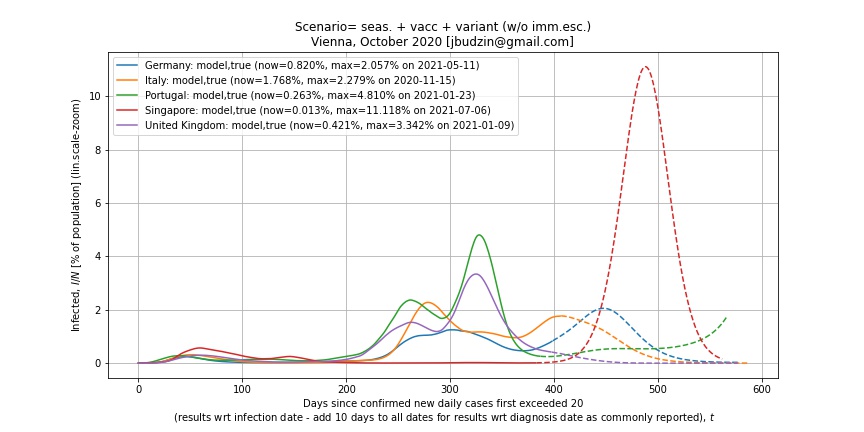 Scenario= seas. + vacc + variant (w/o imm.esc.)
Vienna, October 2020 [jbudzin@gmail.com]
Germany: model,true (now=0.820%, max=2.057% on 2021-05-11)
Italy: model,true (now=1.768%, max=2.279% on 2020-11-15)
Portugal: model,true (now=0.263%, max=4.810% on 2021-01-23)
Singapore: model,true (now=0.013%, max=11.118% on 2021-07-06)
United Kingdom: model,true (now=0.421%, max=3.342% on 2021-01-09)
Infected, I/N [% of population] (lin.scale-zoom)
10
8
6
4
2
0
0 100 200 300 400 500 600
Days since confirmed new daily cases first exceeded 20
(results wrt infection date - add 10 days to all dates for results wrt diagnosis date as commonly reported), t